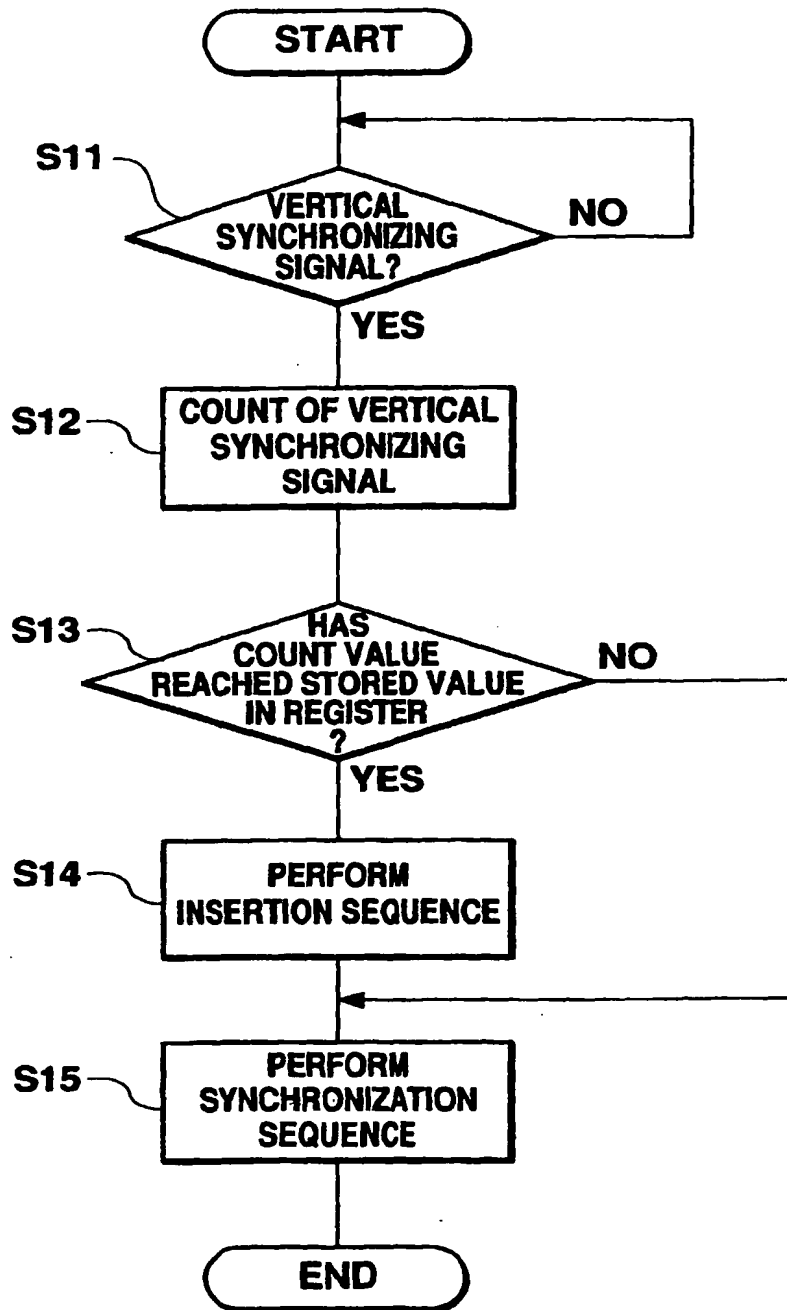 START
S11
VERTICAL
SYNCHRONIZING
SIGNAL?
NO
YES
S12
COUNT OF VERTICAL
SYNCHRONIZING
SIGNAL
S13
HAS
COUNT VALUE
REACHED STORED VALUE
IN REGISTER
?
NO
YES
S14
PERFORM
INSERTION SEQUENCE
S15
PERFORM
SYNCHRONIZATION
SEQUENCE
END